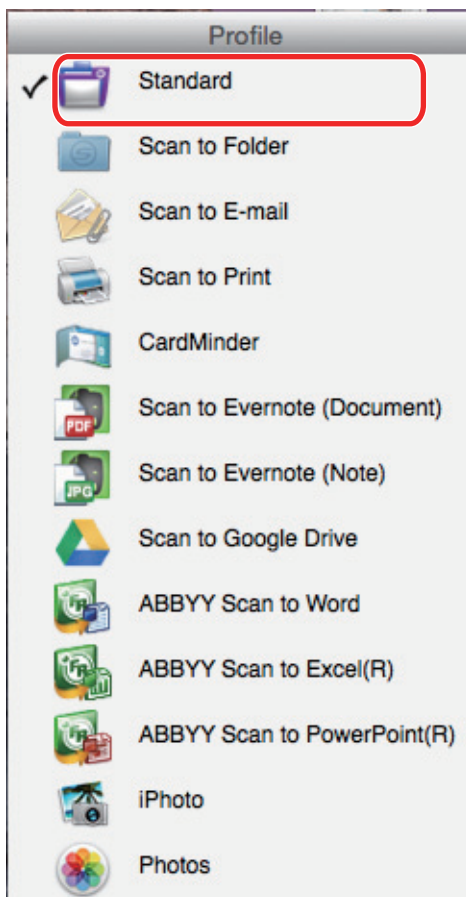 Profile
Standard
Scan to Folder
Scan to E-mail
Scan to Print
CardMinder
PDF
Scan to Evernote (Document)
JPG
Scan to Evernote (Note)
Scan to Google Drive
ABBYY Scan to Word
ABBYY Scan to Excel(R)
ABBYY Scan to PowerPoint(R)
iPhoto
Photos